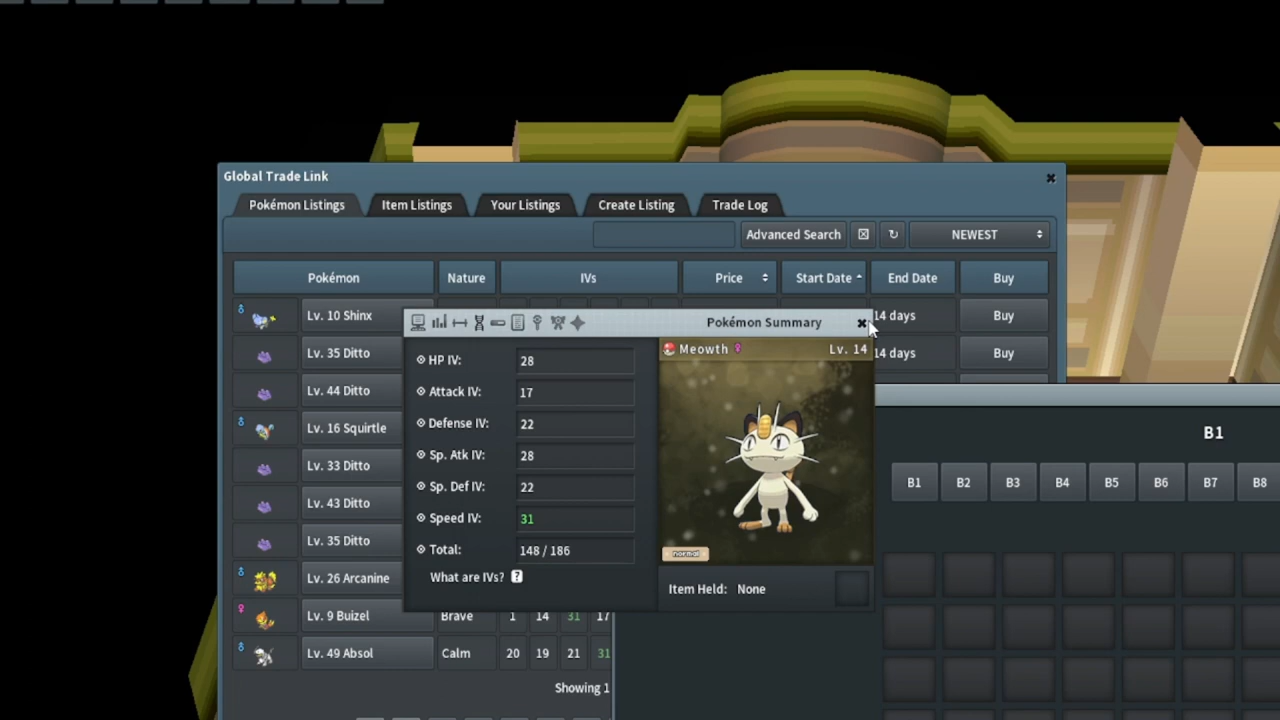 Global Trade Link
Pokémon Listings Item Listings Your Listings Create Listing Trade Log
Advanced Search NEWEST
Pokémon Nature IVs Price Start Date End Date Buy
Lv. 10 Shinx 14 days Buy
Pokémon Summary
Meowth Lv. 14
Lv. 35 Ditto 14 days Buy
HP IV: 28
Lv. 44 Ditto
Attack IV: 17
Lv. 16 Squirtle
Defense IV: 22
B1
Lv. 33 Ditto
Sp. Atk IV: 28
B1 B2 B3 B4 B5 B6 B7 B8
Sp. Def IV: 22
Lv. 43 Ditto
Speed IV: 31
Lv. 35 Ditto
Total: 148 / 186
normal
Lv. 26 Arcanine
What are IVs? ?
Item Held: None
Lv. 9 Buizel Brave 1 14 31 17
Lv. 49 Absol Calm 20 19 21 31
Showing 1